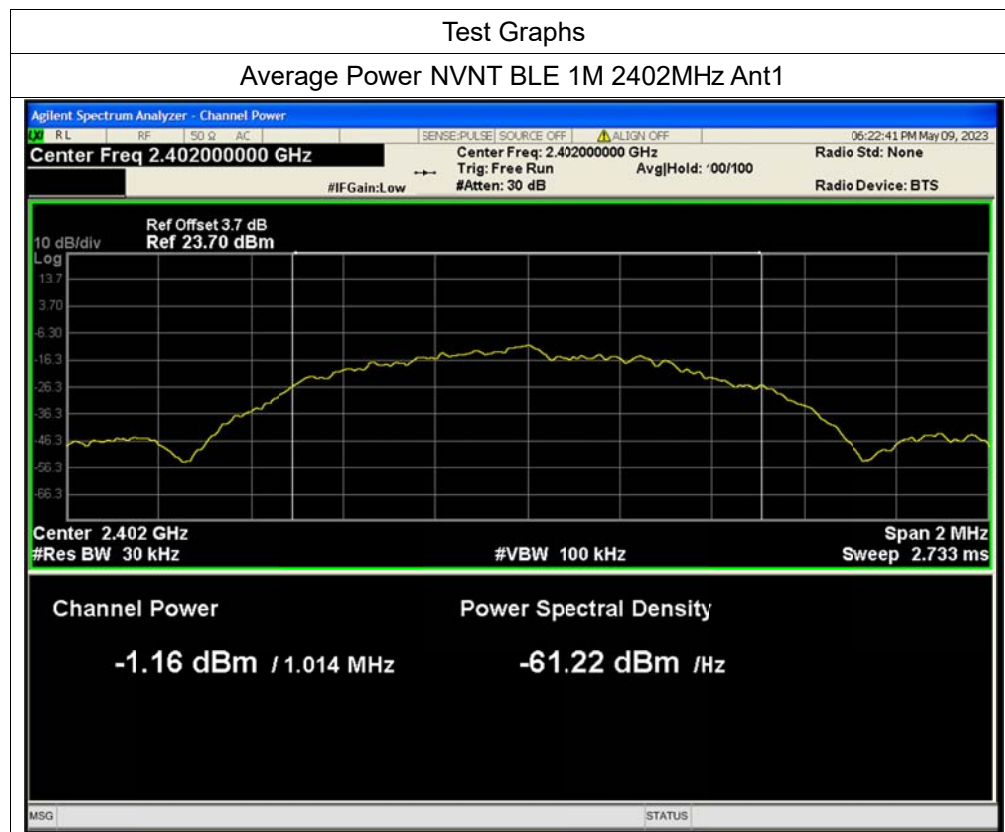 Test Graphs
Average Power NVNT BLE 1M 2402MHz Ant1
Agilent Spectrum Analyzer - Channel Power
LXI RL RF 50 Ω AC SENSE:PULSE SOURCE OFF ALIGN OFF 06:22:41 PM May 09, 2023
Center Freq 2.402000000 GHz Center Freq: 2.402000000 GHz Radio Std: None
Trig: Free Run Avg|Hold: 100/100
#IFGain:Low #Atten: 30 dB Radio Device: BTS
Ref Offset 3.7 dB
10 dB/div Ref 23.70 dBm
Log
13.7
3.70
-6.30
-16.3
-26.3
-36.3
-46.3
-56.3
-66.3
Center 2.402 GHz Span 2 MHz
#Res BW 30 kHz #VBW 100 kHz Sweep 2.733 ms
Channel Power Power Spectral Density
-1.16 dBm / 1.014 MHz -61.22 dBm /Hz
MSG STATUS